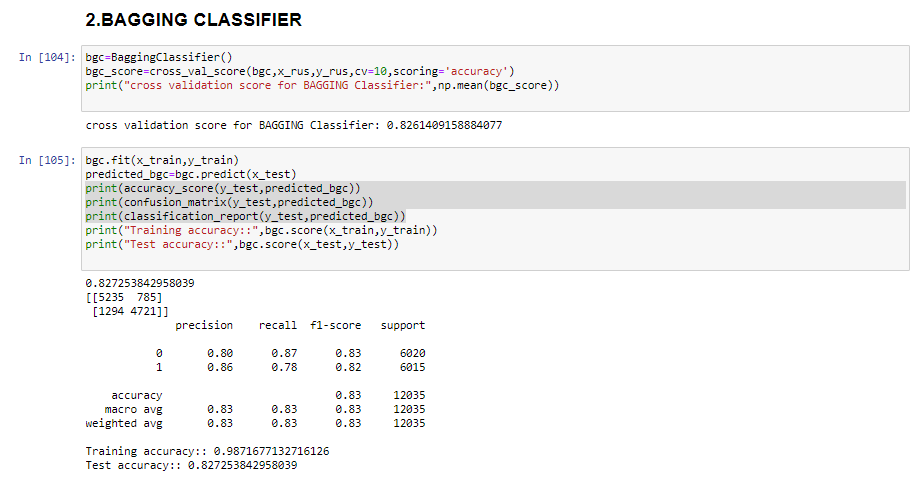 2.BAGGING CLASSIFIER
In [104]: bgc=BaggingClassifier()
bgc_score=cross_val_score(bgc,x_rus,y_rus,cv=10,scoring='accuracy')
print("cross validation score for BAGGING Classifier:",np.mean(bgc_score))
cross validation score for BAGGING Classifier: 0.8261409158884077
In [105]: bgc.fit(x_train,y_train)
predicted_bgc=bgc.predict(x_test)
print(accuracy_score(y_test,predicted_bgc))
print(confusion_matrix(y_test,predicted_bgc))
print(classification_report(y_test,predicted_bgc))
print("Training accuracy::",bgc.score(x_train,y_train))
print("Test accuracy::",bgc.score(x_test,y_test))
0.827253842958039
[[5235  785]
 [1294 4721]]
              precision    recall  f1-score   support
           0       0.80      0.87      0.83      6020
           1       0.86      0.78      0.82      6015
    accuracy                           0.83     12035
   macro avg       0.83      0.83      0.83     12035
weighted avg       0.83      0.83      0.83     12035
Training accuracy:: 0.9871677132716126
Test accuracy:: 0.827253842958039